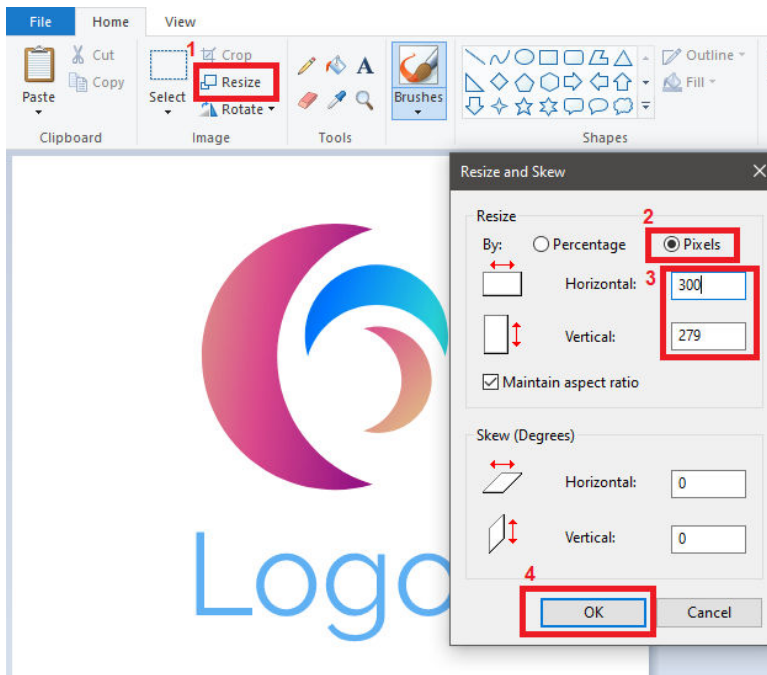 File Home View
1
Cut
Copy
Paste
Clipboard
Select
Crop
Resize
Rotate
Image
A
Tools
Brushes
Outline
Fill
Shapes
Resize and Skew
Resize
2
By: Percentage Pixels
Horizontal: 3 300
Vertical: 279
Maintain aspect ratio
Skew (Degrees)
Horizontal: 0
Vertical: 0
4
OK Cancel
Logo